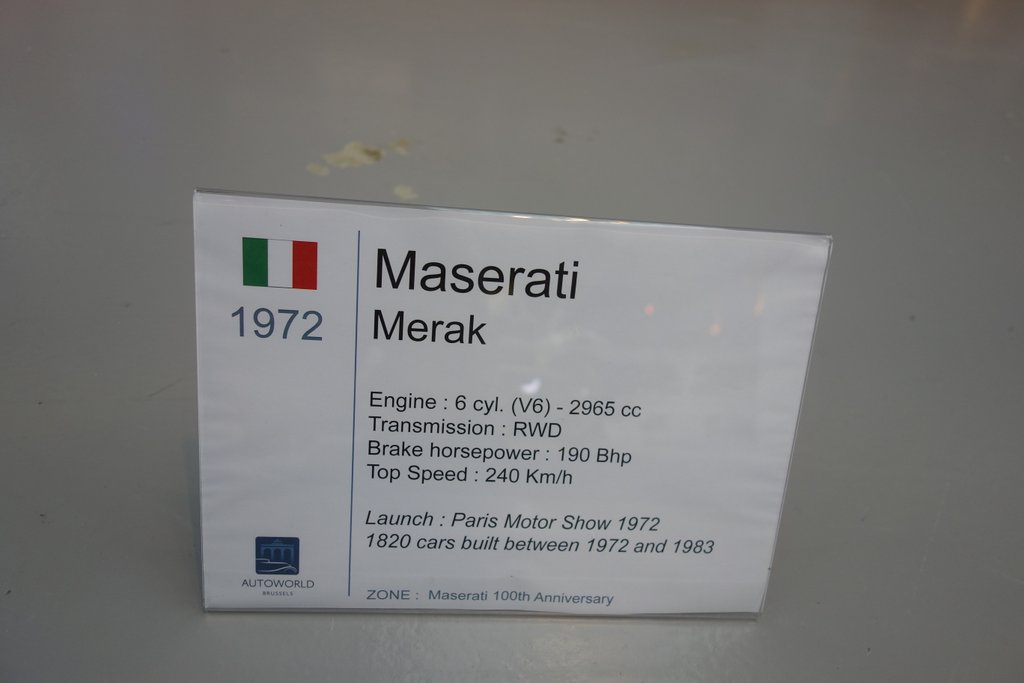 1972
Maserati
Merak
Engine : 6 cyl. (V6) - 2965 cc
Transmission : RWD
Brake horsepower : 190 Bhp
Top Speed : 240 Km/h
Launch : Paris Motor Show 1972
1820 cars built between 1972 and 1983
AUTOWORLD
BRUSSELS
ZONE : Maserati 100th Anniversary